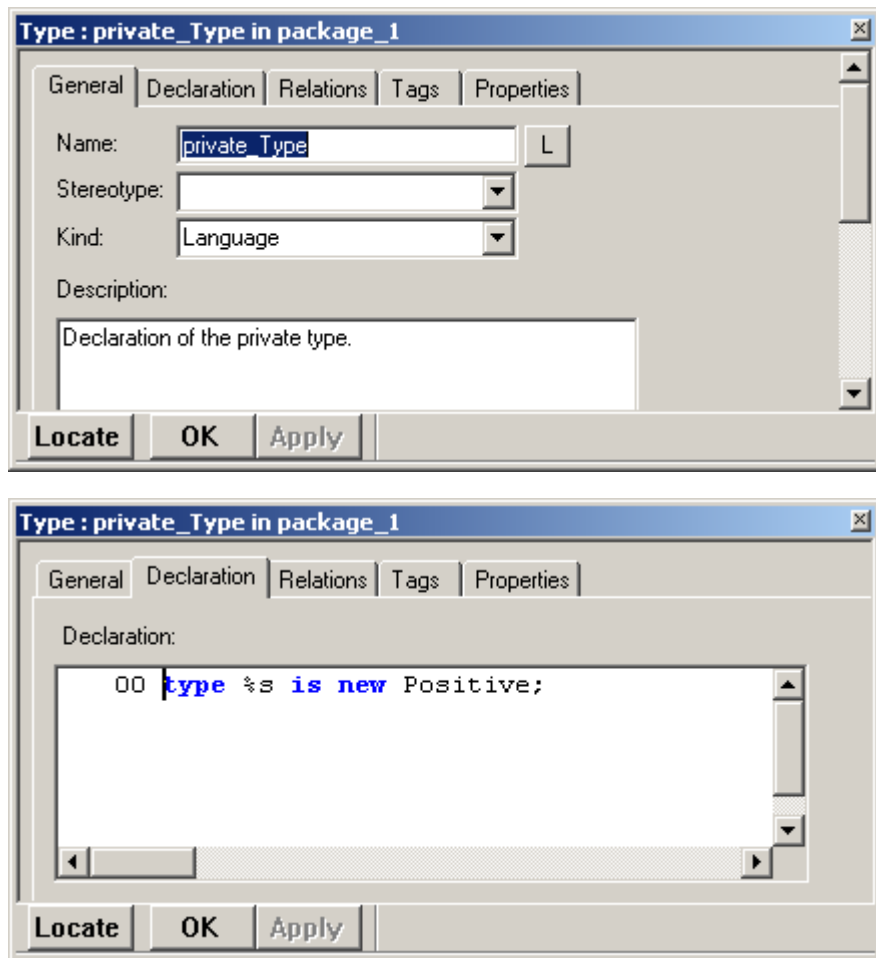 Type : private_Type in package_1
General Declaration Relations Tags Properties
Name: private_Type L
Stereotype:
Kind: Language
Description:
Declaration of the private type.
Locate OK Apply
Type : private_Type in package_1
General Declaration Relations Tags Properties
Declaration:
00 type %s is new Positive;
Locate OK Apply